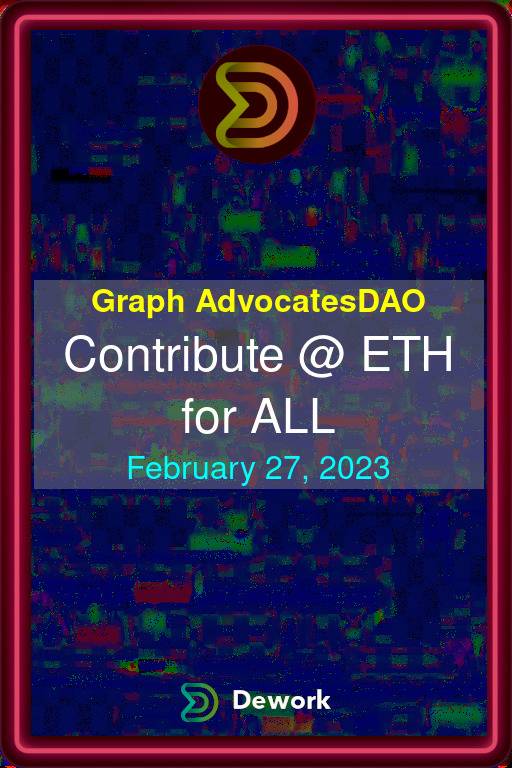 Graph AdvocatesDAO
Contribute @ ETH
for ALL
February 27, 2023
Dework